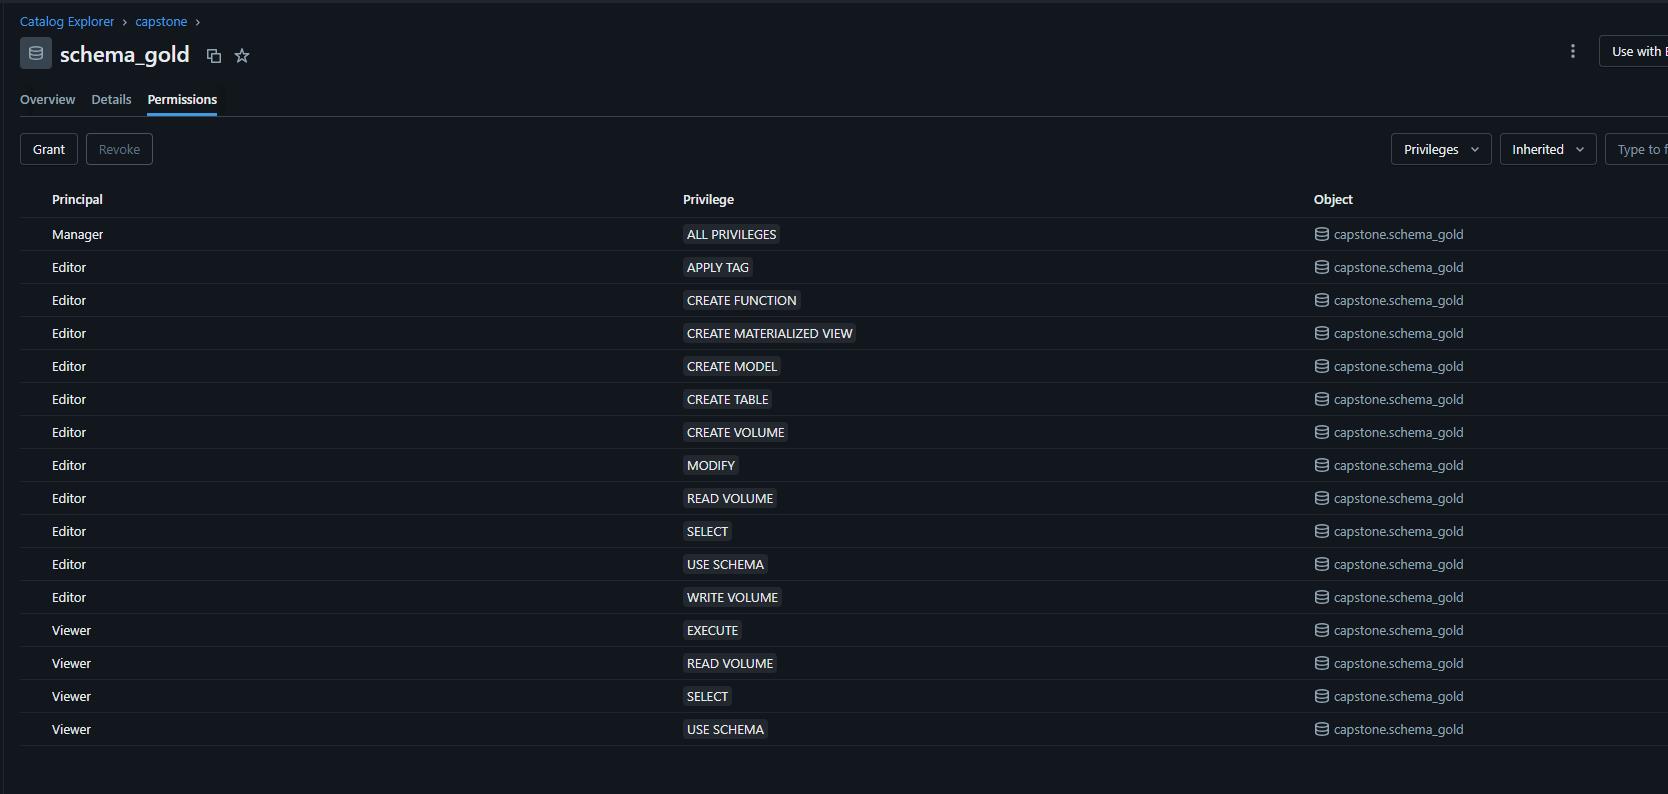 Catalog Explorer > capstone >
schema_gold
Use with
Overview Details Permissions
Grant Revoke Privileges Inherited Type to f
Principal Privilege Object
Manager ALL PRIVILEGES capstone.schema_gold
Editor APPLY TAG capstone.schema_gold
Editor CREATE FUNCTION capstone.schema_gold
Editor CREATE MATERIALIZED VIEW capstone.schema_gold
Editor CREATE MODEL capstone.schema_gold
Editor CREATE TABLE capstone.schema_gold
Editor CREATE VOLUME capstone.schema_gold
Editor MODIFY capstone.schema_gold
Editor READ VOLUME capstone.schema_gold
Editor SELECT capstone.schema_gold
Editor USE SCHEMA capstone.schema_gold
Editor WRITE VOLUME capstone.schema_gold
Viewer EXECUTE capstone.schema_gold
Viewer READ VOLUME capstone.schema_gold
Viewer SELECT capstone.schema_gold
Viewer USE SCHEMA capstone.schema_gold